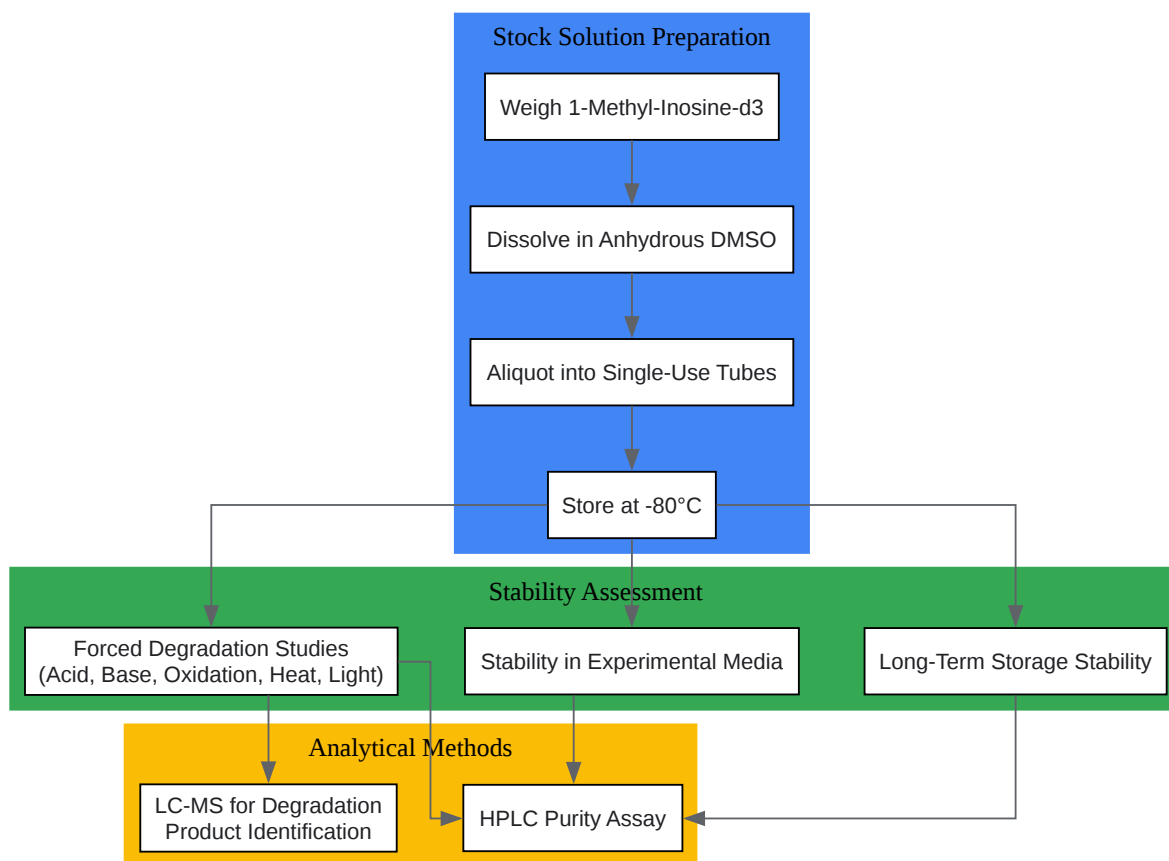 Stock Solution Preparation
Weigh 1-Methyl-Inosine-d3
Dissolve in Anhydrous DMSO
Aliquot into Single-Use Tubes
Store at -80°C
Stability Assessment
Forced Degradation Studies
(Acid, Base, Oxidation, Heat, Light)
Stability in Experimental Media
Long-Term Storage Stability
Analytical Methods
LC-MS for Degradation
Product Identification
HPLC Purity Assay